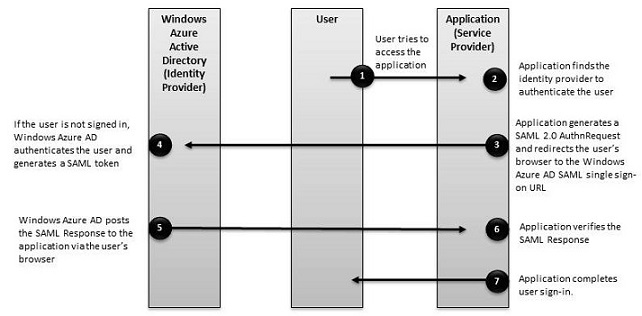 Windows
Azure
Active
Directory
(Identity
Provider)
User
Application
(Service
Provider)
User tries to
access the
application
1
2
Application finds the
identity provider to
authenticate the user
If the user is not signed in,
Windows Azure AD
authenticates the user and
generates a SAML token
4
3
Application generates a
SAML 2.0 AuthnRequest
and redirects the user's
browser to the Windows
Azure AD SAML single sign-
on URL
Windows Azure AD posts
the SAML Response to the
application via the user's
browser
5
6
Application verifies the
SAML Response
7
Application completes
user sign-in.